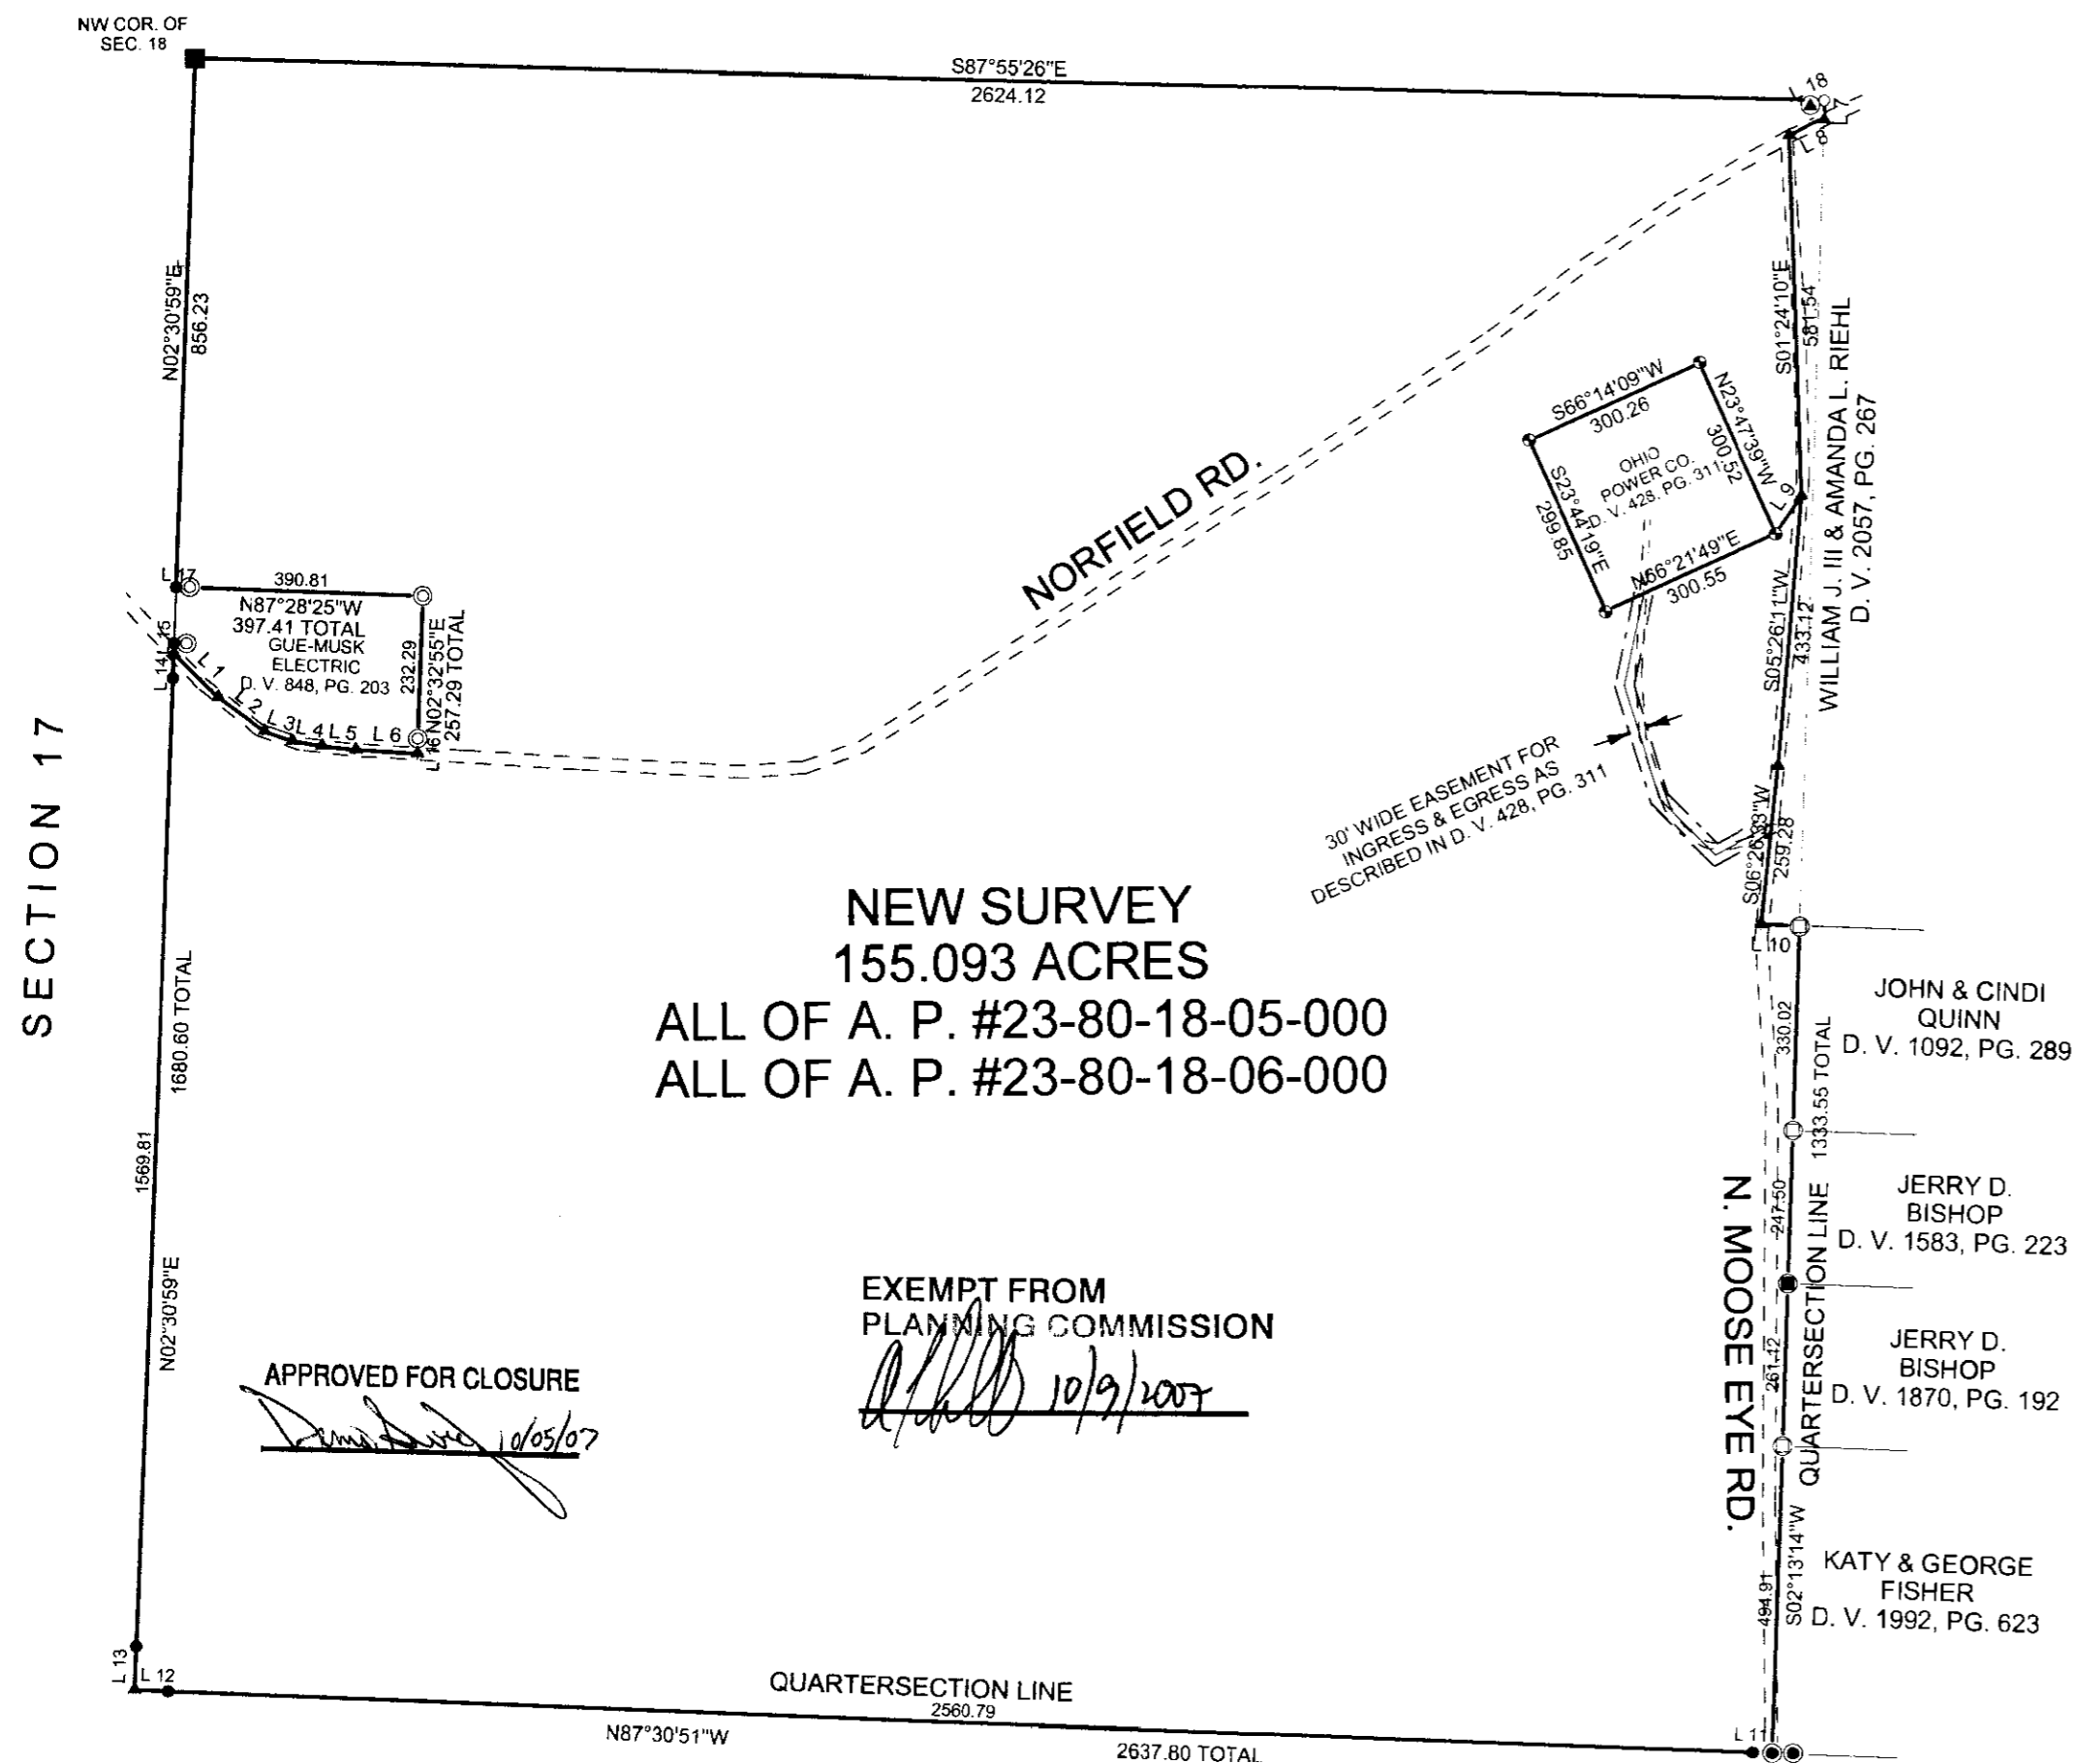 NW COR. OF
SEC. 18
S87°55'26"E
2624.12
L 18
L 7
L 8
N02°30'59"E
856.23
S01°24'10"E
581.54
WILLIAM J. III & AMANDA L. RIEHL
D. V. 2057, PG. 267
S66°14'09"W
300.26
N23°47'39"W
300.52
OHIO
POWER CO.
D. V. 428, PG. 311
S23°44'19"E
299.85
N66°21'49"E
300.55
L 9
NORFIELD RD.
L 17
390.81
N87°28'25"W
397.41 TOTAL
GUE-MUSK
ELECTRIC
D. V. 848, PG. 203
232.29
N02°32'55"E
257.29 TOTAL
L 15
L 14
L 1
L 2
L 3
L 4
L 5
L 6
L 16
S05°26'11"W
433.12
SECTION 17
30' WIDE EASEMENT FOR
INGRESS & EGRESS AS
DESCRIBED IN D. V. 428, PG. 311
S06°26'33"W
259.28
L 10
NEW SURVEY
155.093 ACRES
ALL OF A. P. #23-80-18-05-000
ALL OF A. P. #23-80-18-06-000
1680.60 TOTAL
1569.81
N02°30'59"E
330.02
1333.55 TOTAL
JOHN & CINDI
QUINN
D. V. 1092, PG. 289
247.50
JERRY D.
BISHOP
D. V. 1583, PG. 223
N. MOOSE EYE RD.
QUARTERSECTION LINE
261.12
JERRY D.
BISHOP
D. V. 1870, PG. 192
EXEMPT FROM
PLANNING COMMISSION
10/9/2007
APPROVED FOR CLOSURE
10/05/07
S02°13'14"W
494.91
KATY & GEORGE
FISHER
D. V. 1992, PG. 623
L 13
L 12
QUARTERSECTION LINE
2560.79
N87°30'51"W
2637.80 TOTAL
L 11